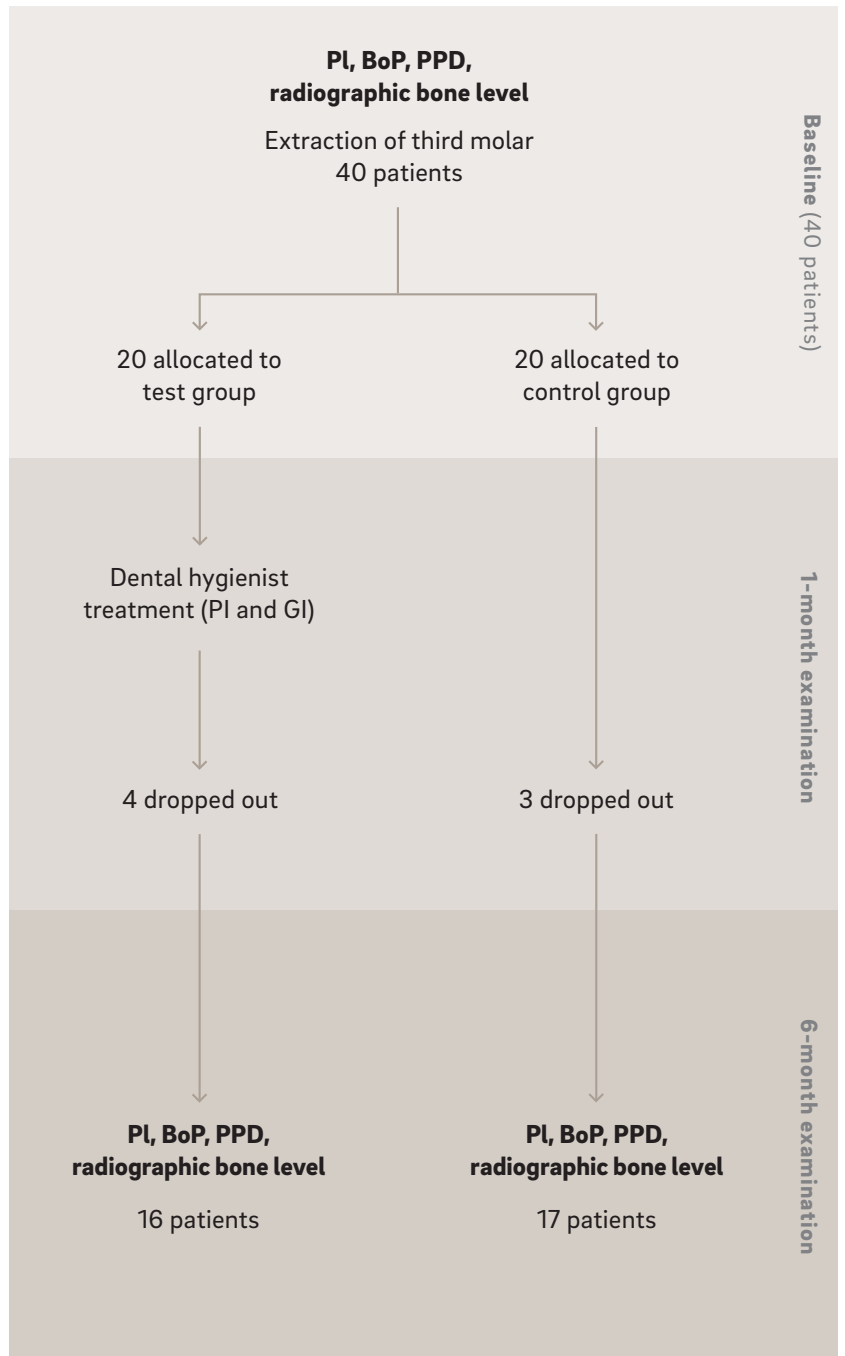 Pl, BoP, PPD,
radiographic bone level
Extraction of third molar
40 patients
Baseline (40 patients)
20 allocated to
test group
20 allocated to
control group
Dental hygienist
treatment (PI and GI)
1-month examination
4 dropped out
3 dropped out
6-month examination
Pl, BoP, PPD,
radiographic bone level
16 patients
Pl, BoP, PPD,
radiographic bone level
17 patients